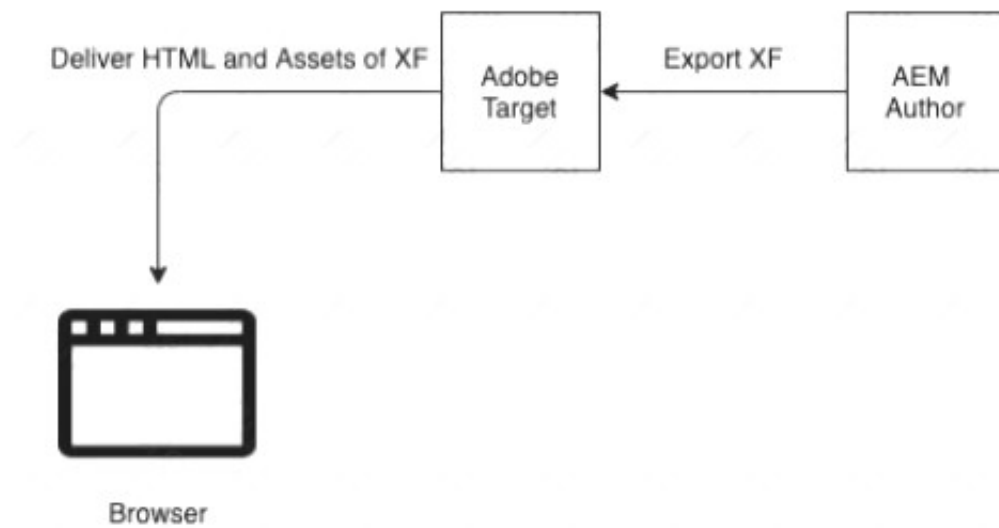 Deliver HTML and Assets of XF
Adobe
Target
Export XF
AEM
Author
Browser